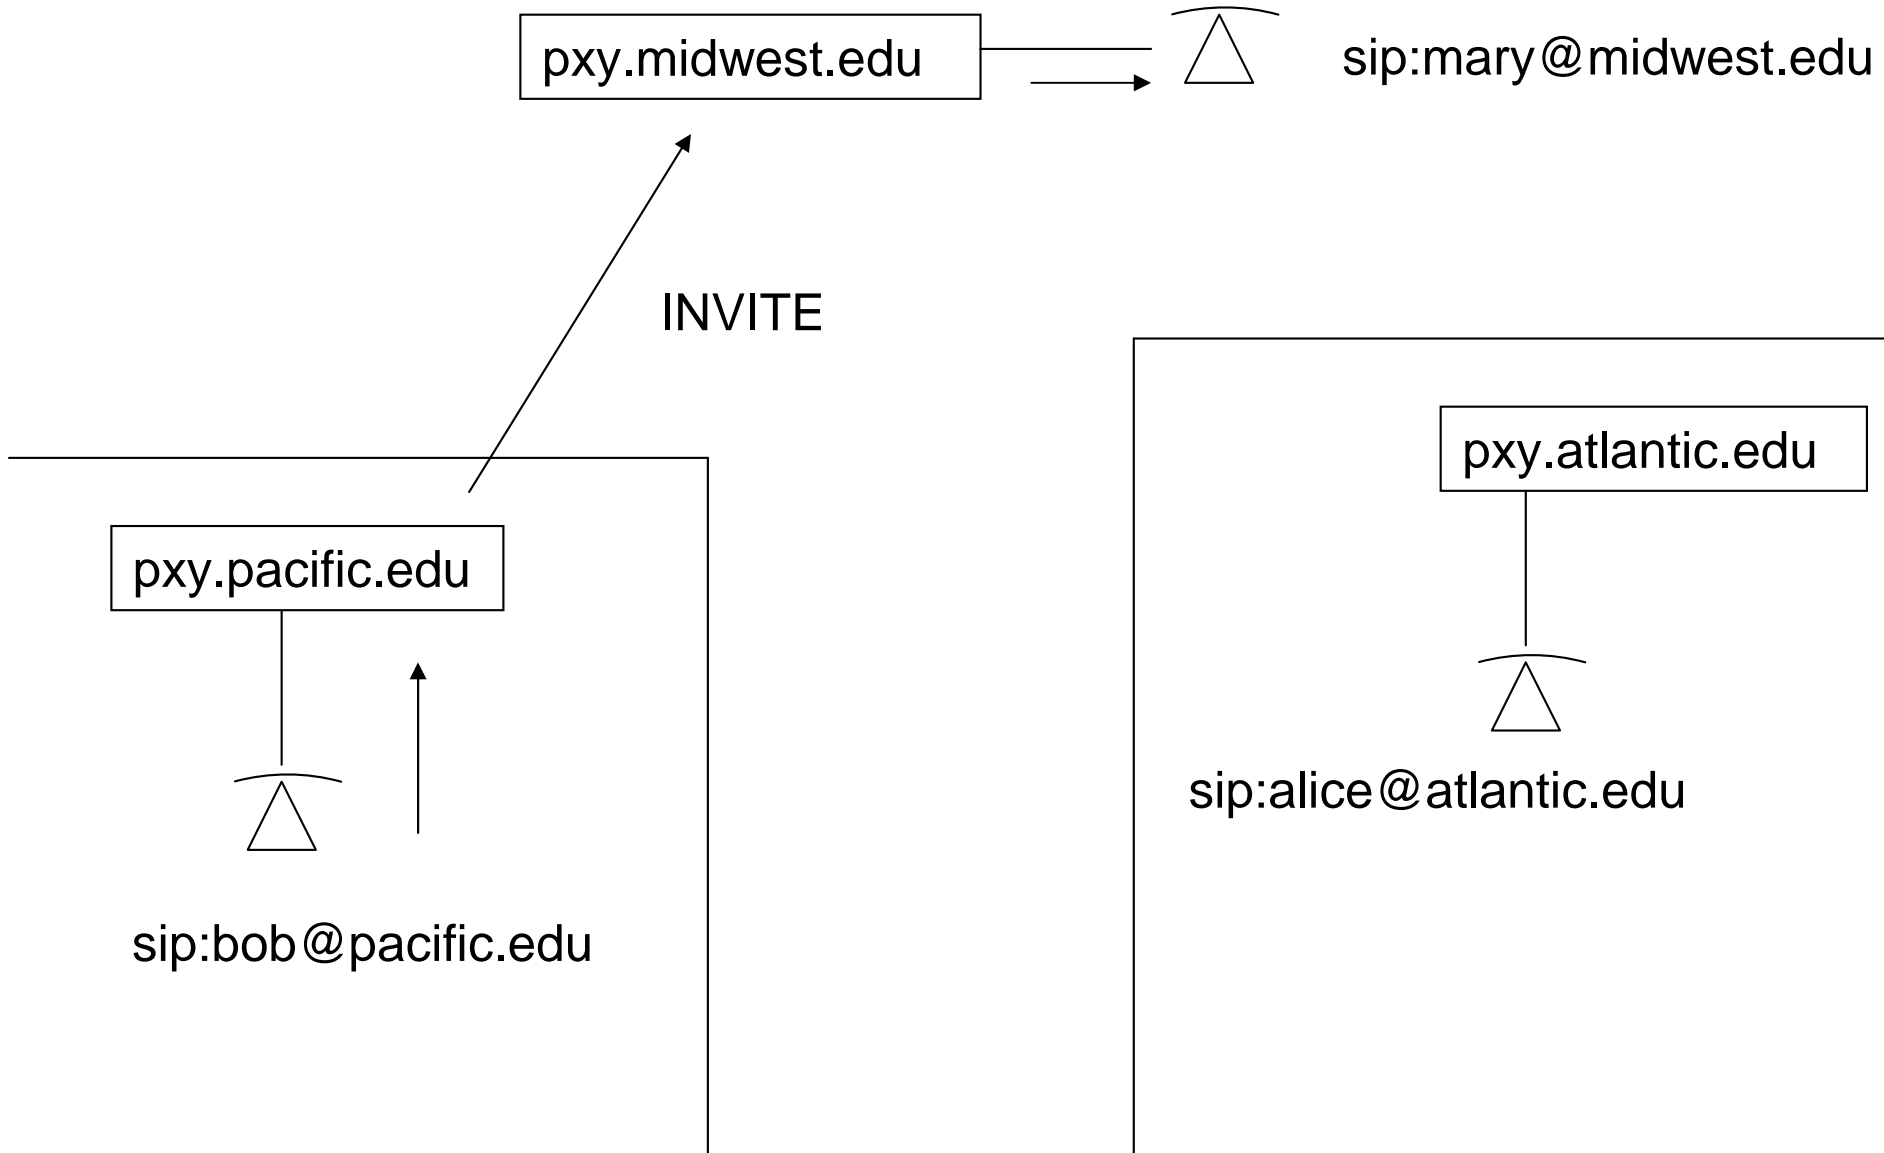 pxy.midwest.edu
sip:mary@midwest.edu
INVITE
pxy.atlantic.edu
pxy.pacific.edu
sip:alice@atlantic.edu
sip:bob@pacific.edu